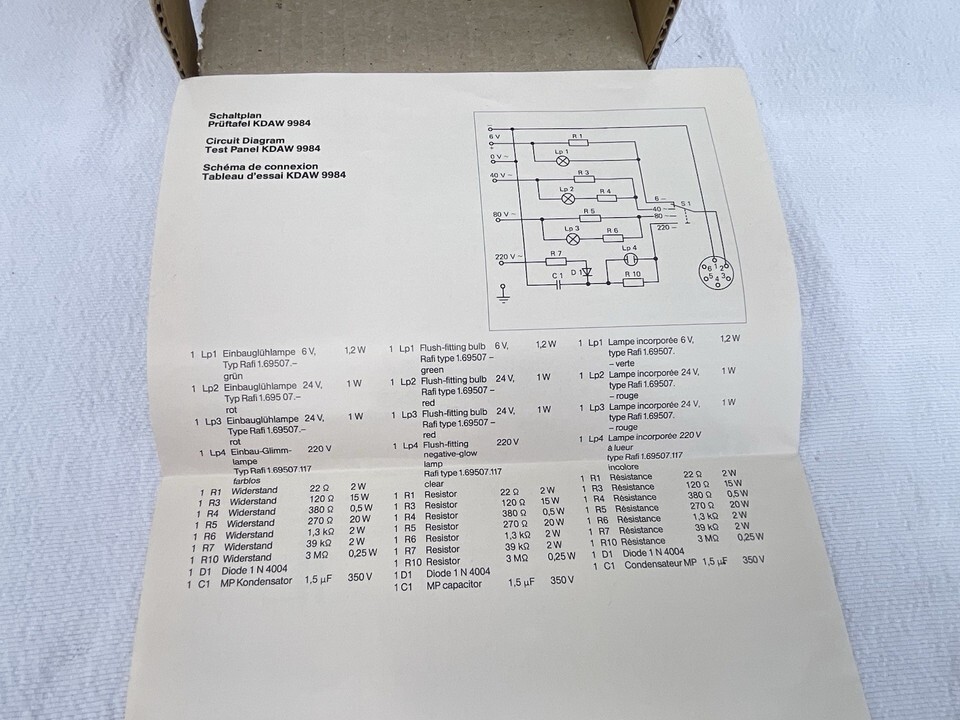 Schaltplan
Prüftafel KDAW 9984
Circuit Diagram
Test Panel KDAW 9984
Schéma de connexion
Tableau d'essai KDAW 9984
–
6 V
+
0 V ~
40 V ~
80 V ~
220 V ~
R 1
Lp 1
R 3
Lp 2
R 4
R 5
Lp 3
R 6
Lp 4
R 7
D 1
C 1
R 10
6 –
40 –
80 –
220 –
S 1
6 1 2
5 4 3
1 Lp1 Einbauglühlampe 6 V, 1,2 W
Typ Rafi 1.69507.–
grün
1 Lp2 Einbauglühlampe 24 V, 1 W
Typ Rafi 1.695 07.–
rot
1 Lp3 Einbauglühlampe 24 V, 1 W
Type Rafi 1.69507.–
rot
1 Lp4 Einbau-Glimm- 220 V
lampe
Typ Rafi 1.69507.117
farblos
1 R1 Widerstand 22 Ω 2 W
1 R3 Widerstand 120 Ω 15 W
1 R4 Widerstand 380 Ω 0,5 W
1 R5 Widerstand 270 Ω 20 W
1 R6 Widerstand 1,3 kΩ 2 W
1 R7 Widerstand 39 kΩ 2 W
1 R10 Widerstand 3 MΩ 0,25 W
1 D1 Diode 1 N 4004
1 C1 MP Kondensator 1,5 µF 350 V
1 Lp1 Flush-fitting bulb 6 V, 1,2 W
Rafi type 1.69507 –
green
1 Lp2 Flush-fitting bulb 24 V, 1 W
Rafi type 1.69507 –
red
1 Lp3 Flush-fitting bulb 24 V, 1 W
Rafi type 1.69507 –
red
1 Lp4 Flush-fitting 220 V
negative-glow
lamp
Rafi type 1.69507.117
clear
1 R1 Resistor 22 Ω 2 W
1 R3 Resistor 120 Ω 15 W
1 R4 Resistor 380 Ω 0,5 W
1 R5 Resistor 270 Ω 20 W
1 R6 Resistor 1,3 kΩ 2 W
1 R7 Resistor 39 kΩ 2 W
1 R10 Resistor 3 MΩ 0,25 W
1 D1 Diode 1 N 4004
1 C1 MP capacitor 1,5 µF 350 V
1 Lp1 Lampe incorporée 6 V, 1,2 W
type Rafi 1.69507.
– verte
1 Lp2 Lampe incorporée 24 V, 1 W
type Rafi 1.69507.
– rouge
1 Lp3 Lampe incorporée 24 V, 1 W
type Rafi 1.69507.
– rouge
1 Lp4 Lampe incorporée 220 V
à lueur
type Rafi 1.69507.117
incolore
1 R1 Résistance 22 Ω 2 W
1 R3 Résistance 120 Ω 15 W
1 R4 Résistance 380 Ω 0,5 W
1 R5 Résistance 270 Ω 20 W
1 R6 Résistance 1,3 kΩ 2 W
1 R7 Résistance 39 kΩ 2 W
1 R10 Résistance 3 MΩ 0,25 W
1 D1 Diode 1 N 4004
1 C1 Condensateur MP 1,5 µF 350 V